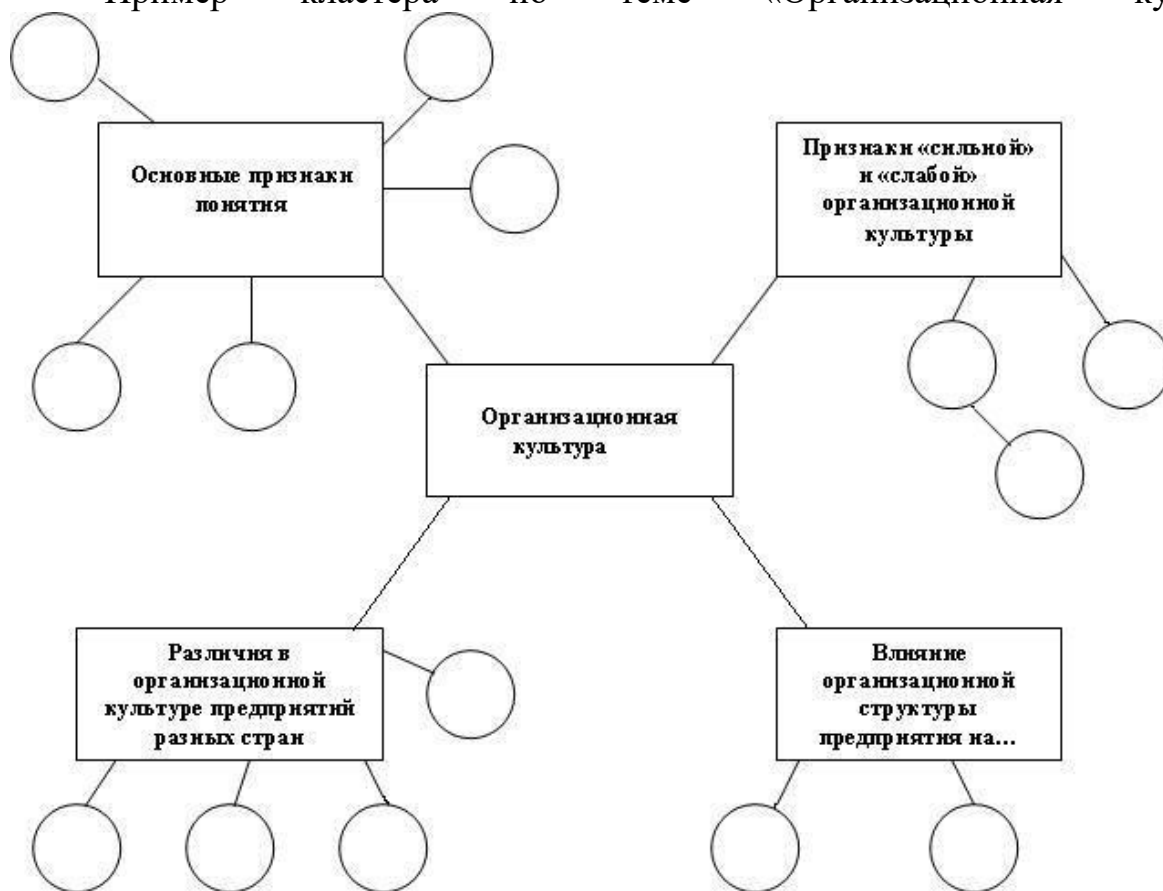 Пример кластера по теме «Организационная
Основные признаки
понятия
Признаки «сильной»
и «слабой»
организационной
культуры
Организационная
культура
Различия в
организационной
культуре предприятий
разных стран
Влияние
организационной
структуры
предприятия на…